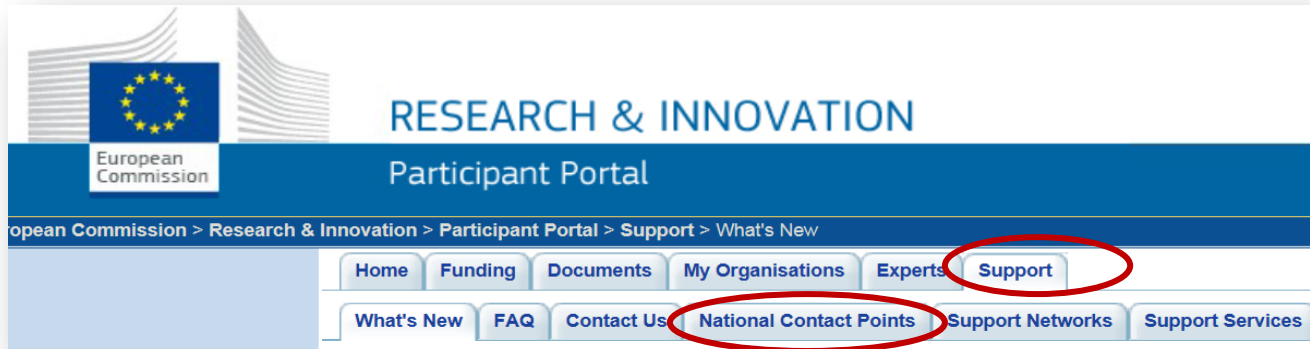 RESEARCH & INNOVATION
European
Commission
Participant Portal
opean Commission > Research & Innovation > Participant Portal > Support > What's New
Home Funding Documents My Organisations Experts Support
What's New FAQ Contact Us National Contact Points Support Networks Support Services